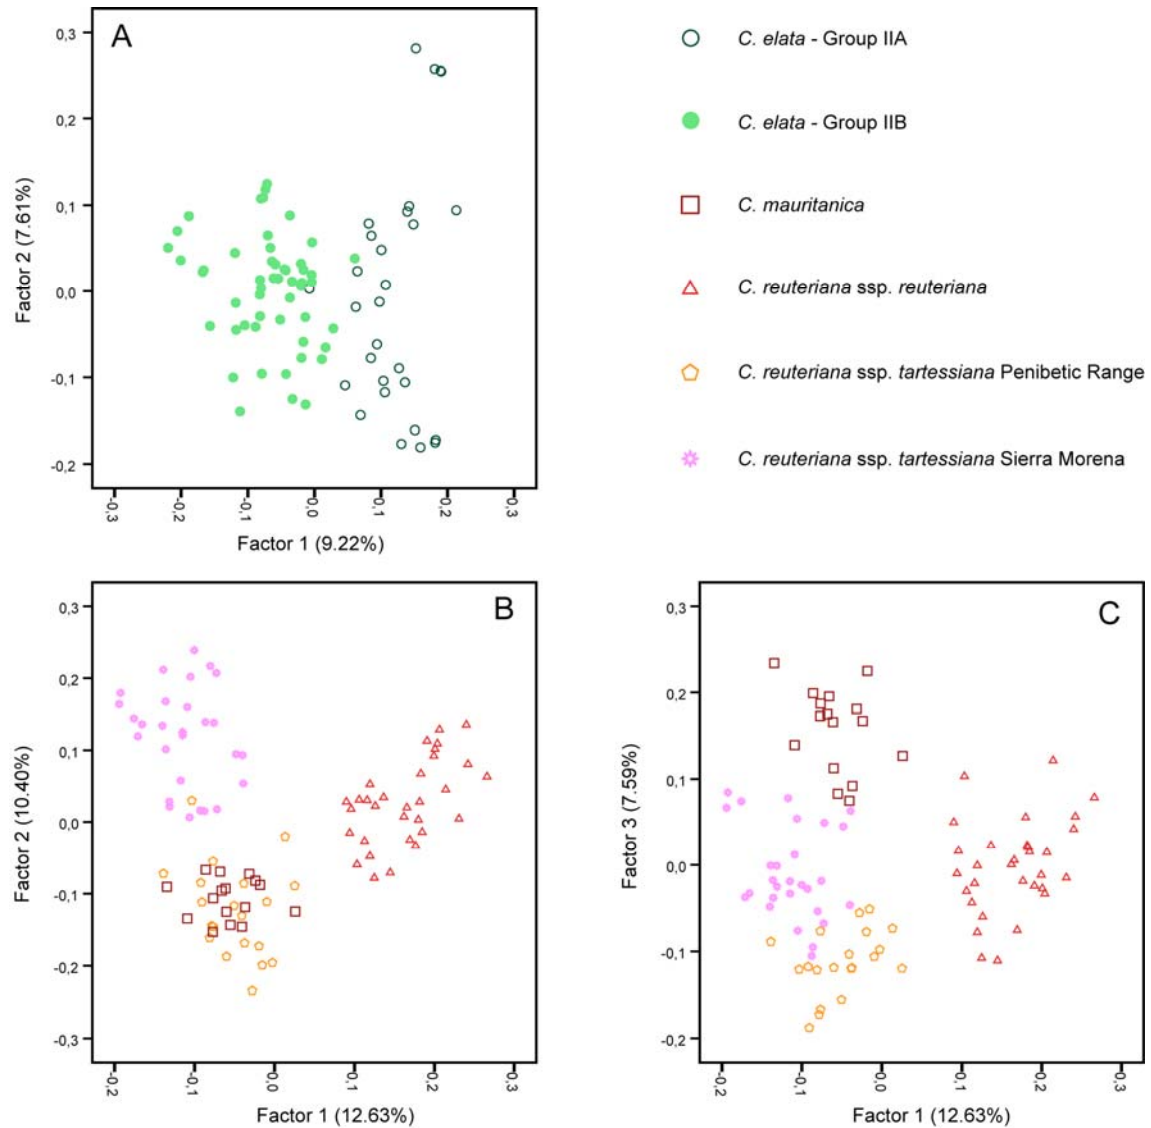 A
0,3
0,2
0,1
0,0
-0,1
-0,2
Factor 2 (7.61%)
-0,3
-0,2
-0,1
0,0
0,1
0,2
0,3
Factor 1 (9.22%)
C. elata - Group IIA
C. elata - Group IIB
C. mauritanica
C. reuteriana ssp. reuteriana
C. reuteriana ssp. tartessiana Penibetic Range
C. reuteriana ssp. tartessiana Sierra Morena
B
0,3
0,2
0,1
0,0
-0,1
-0,2
-0,3
Factor 2 (10.40%)
-0,2
-0,1
0,0
0,1
0,2
0,3
Factor 1 (12.63%)
C
0,3
0,2
0,1
0,0
-0,1
-0,2
Factor 3 (7.59%)
-0,2
-0,1
0,0
0,1
0,2
0,3
Factor 1 (12.63%)